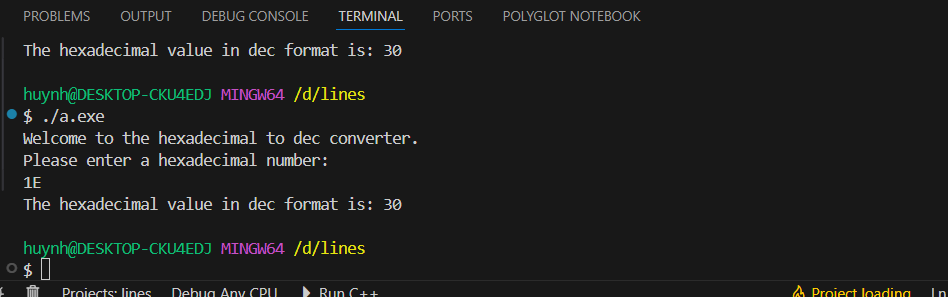 PROBLEMS OUTPUT DEBUG CONSOLE TERMINAL PORTS POLYGLOT NOTEBOOK
The hexadecimal value in dec format is: 30
huynh@DESKTOP-CKU4EDJ MINGW64 /d/lines
$ ./a.exe
Welcome to the hexadecimal to dec converter.
Please enter a hexadecimal number:
1E
The hexadecimal value in dec format is: 30
huynh@DESKTOP-CKU4EDJ MINGW64 /d/lines
$
Projects: lines Debug Any CPU Run C++ Project loading Ln